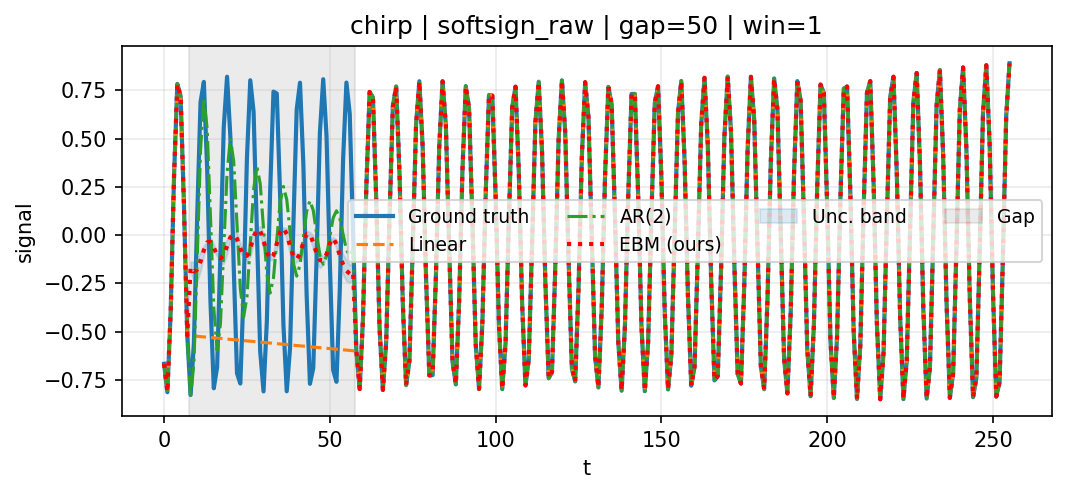 chirp | softsign_raw | gap=50 | win=1
signal
0.75
0.50
0.25
0.00
−0.25
−0.50
−0.75
Ground truth
Linear
AR(2)
EBM (ours)
Unc. band
Gap
0 50 100 150 200 250
t